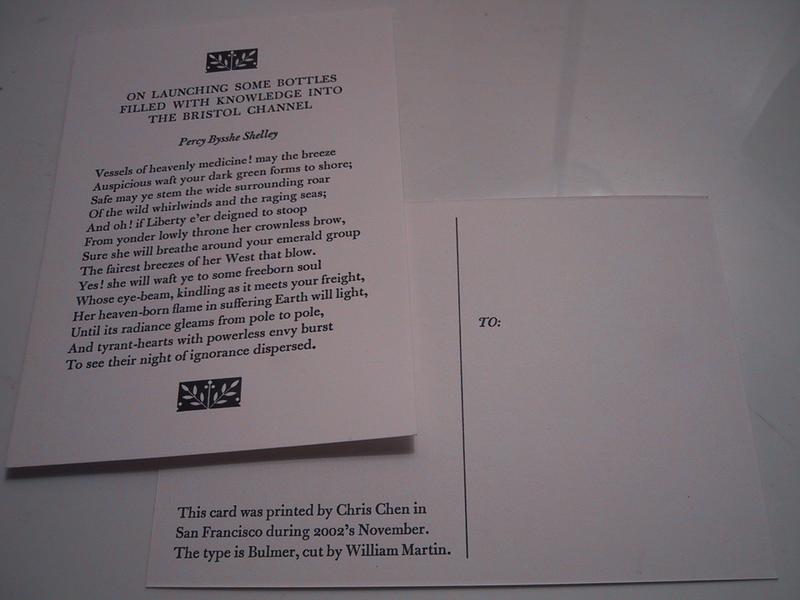 ON LAUNCHING SOME BOTTLES
FILLED WITH KNOWLEDGE INTO
THE BRISTOL CHANNEL
Percy Bysshe Shelley
Vessels of heavenly medicine! may the breeze
Auspicious waft your dark green forms to shore;
Safe may ye stem the wide surrounding roar
Of the wild whirlwinds and the raging seas;
And oh! if Liberty e'er deigned to stoop
From yonder lowly throne her crownless brow,
Sure she will breathe around your emerald group
The fairest breezes of her West that blow.
Yes! she will waft ye to some freeborn soul
Whose eye-beam, kindling as it meets your freight,
Her heaven-born flame in suffering Earth will light,
Until its radiance gleams from pole to pole,
And tyrant-hearts with powerless envy burst
To see their night of ignorance dispersed.
TO:
This card was printed by Chris Chen in
San Francisco during 2002's November.
The type is Bulmer, cut by William Martin.